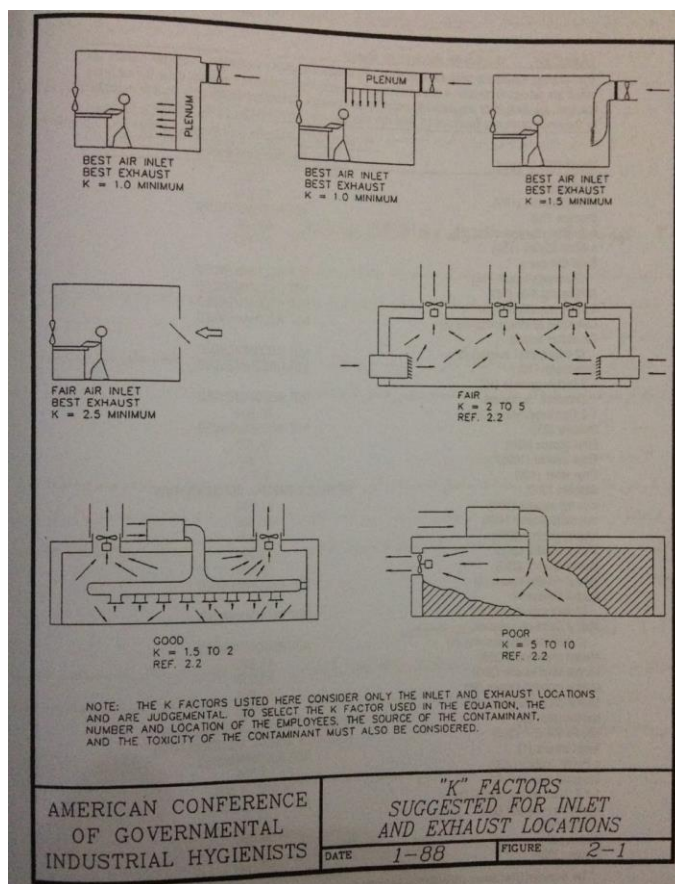 PLENUM
BEST AIR INLET
BEST EXHAUST
K = 1.0 MINIMUM
PLENUM
BEST AIR INLET
BEST EXHAUST
K = 1.0 MINIMUM
BEST AIR INLET
BEST EXHAUST
K =1.5 MINIMUM
FAIR AIR INLET
BEST EXHAUST
K = 2.5 MINIMUM
FAIR
K = 2 TO 5
REF. 2.2
GOOD
K = 1.5 TO 2
REF. 2.2
POOR
K = 5 TO 10
REF. 2.2
NOTE: THE K FACTORS LISTED HERE CONSIDER ONLY THE INLET AND EXHAUST LOCATIONS
AND ARE JUDGEMENTAL. TO SELECT THE K FACTOR USED IN THE EQUATION, THE
NUMBER AND LOCATION OF THE EMPLOYEES, THE SOURCE OF THE CONTAMINANT,
AND THE TOXICITY OF THE CONTAMINANT MUST ALSO BE CONSIDERED.
AMERICAN CONFERENCE
OF GOVERNMENTAL
INDUSTRIAL HYGIENISTS
"K" FACTORS
SUGGESTED FOR INLET
AND EXHAUST LOCATIONS
DATE 1-88 FIGURE 2-1